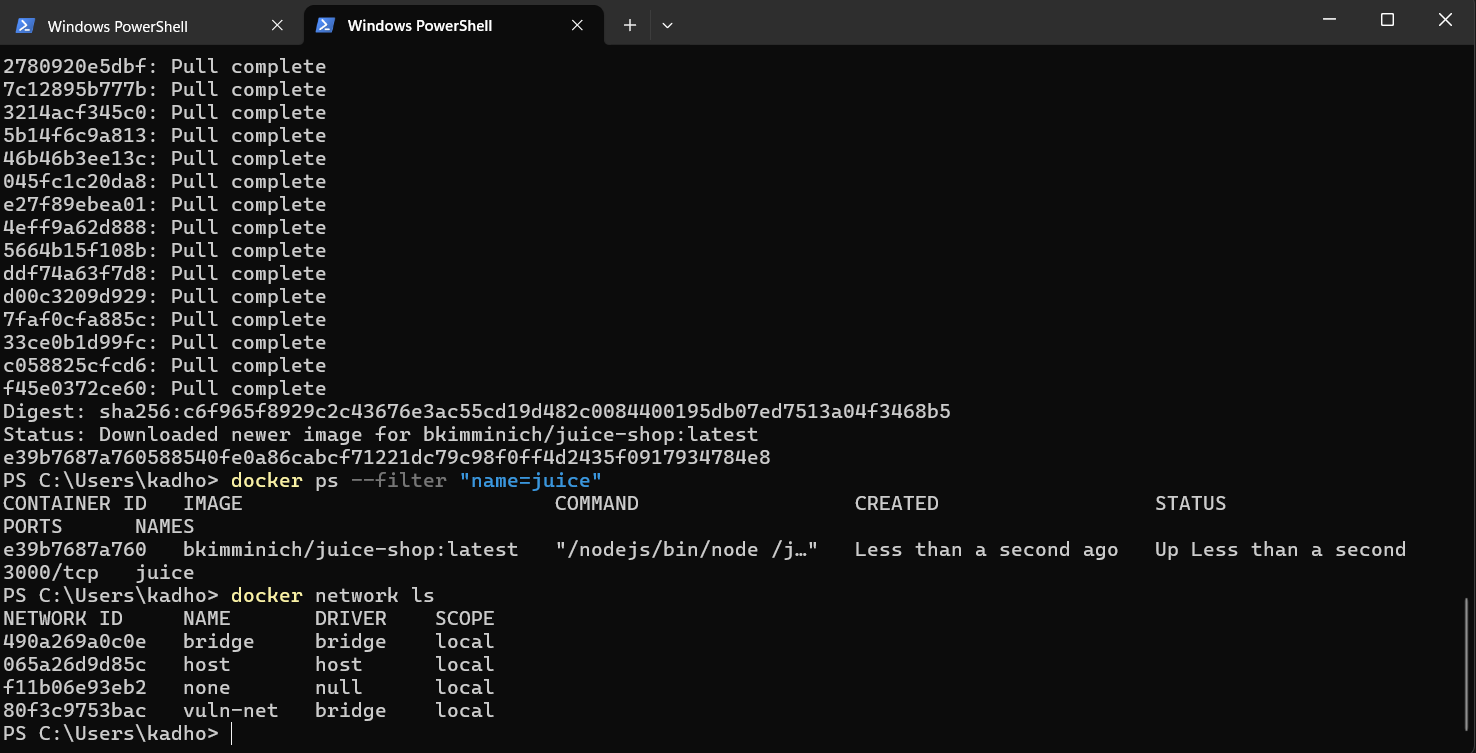 Windows PowerShell
Windows PowerShell
2780920e5dbf: Pull complete
7c12895b777b: Pull complete
3214acf345c0: Pull complete
5b14f6c9a813: Pull complete
46b46b3ee13c: Pull complete
045fc1c20da8: Pull complete
e27f89ebea01: Pull complete
4eff9a62d888: Pull complete
5664b15f108b: Pull complete
ddf74a63f7d8: Pull complete
d00c3209d929: Pull complete
7faf0cfa885c: Pull complete
33ce0b1d99fc: Pull complete
c058825cfcd6: Pull complete
f45e0372ce60: Pull complete
Digest: sha256:c6f965f8929c2c43676e3ac55cd19d482c0084400195db07ed7513a04f3468b5
Status: Downloaded newer image for bkimminich/juice-shop:latest
e39b7687a760588540fe0a86cabcf71221dc79c98f0ff4d2435f0917934784e8
PS C:\Users\kadho> docker ps --filter "name=juice"
CONTAINER ID   IMAGE                          COMMAND                  CREATED                  STATUS
PORTS      NAMES
e39b7687a760   bkimminich/juice-shop:latest   "/nodejs/bin/node /j…"   Less than a second ago   Up Less than a second
3000/tcp   juice
PS C:\Users\kadho> docker network ls
NETWORK ID     NAME       DRIVER    SCOPE
490a269a0c0e   bridge     bridge    local
065a26d9d85c   host       host      local
f11b06e93eb2   none       null      local
80f3c9753bac   vuln-net   bridge    local
PS C:\Users\kadho>